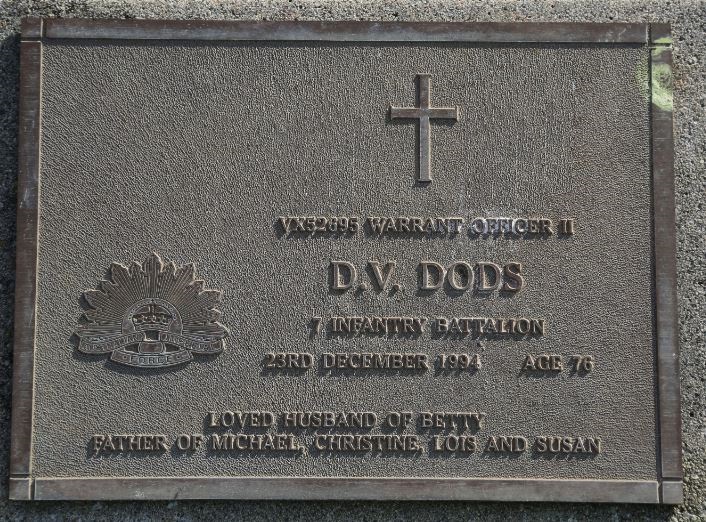 VX52695 WARRANT OFFICER II
D.V. DODS
7 INFANTRY BATTALION
23RD DECEMBER 1994 AGE 76
LOVED HUSBAND OF BETTY
FATHER OF MICHAEL, CHRISTINE, LOIS AND SUSAN